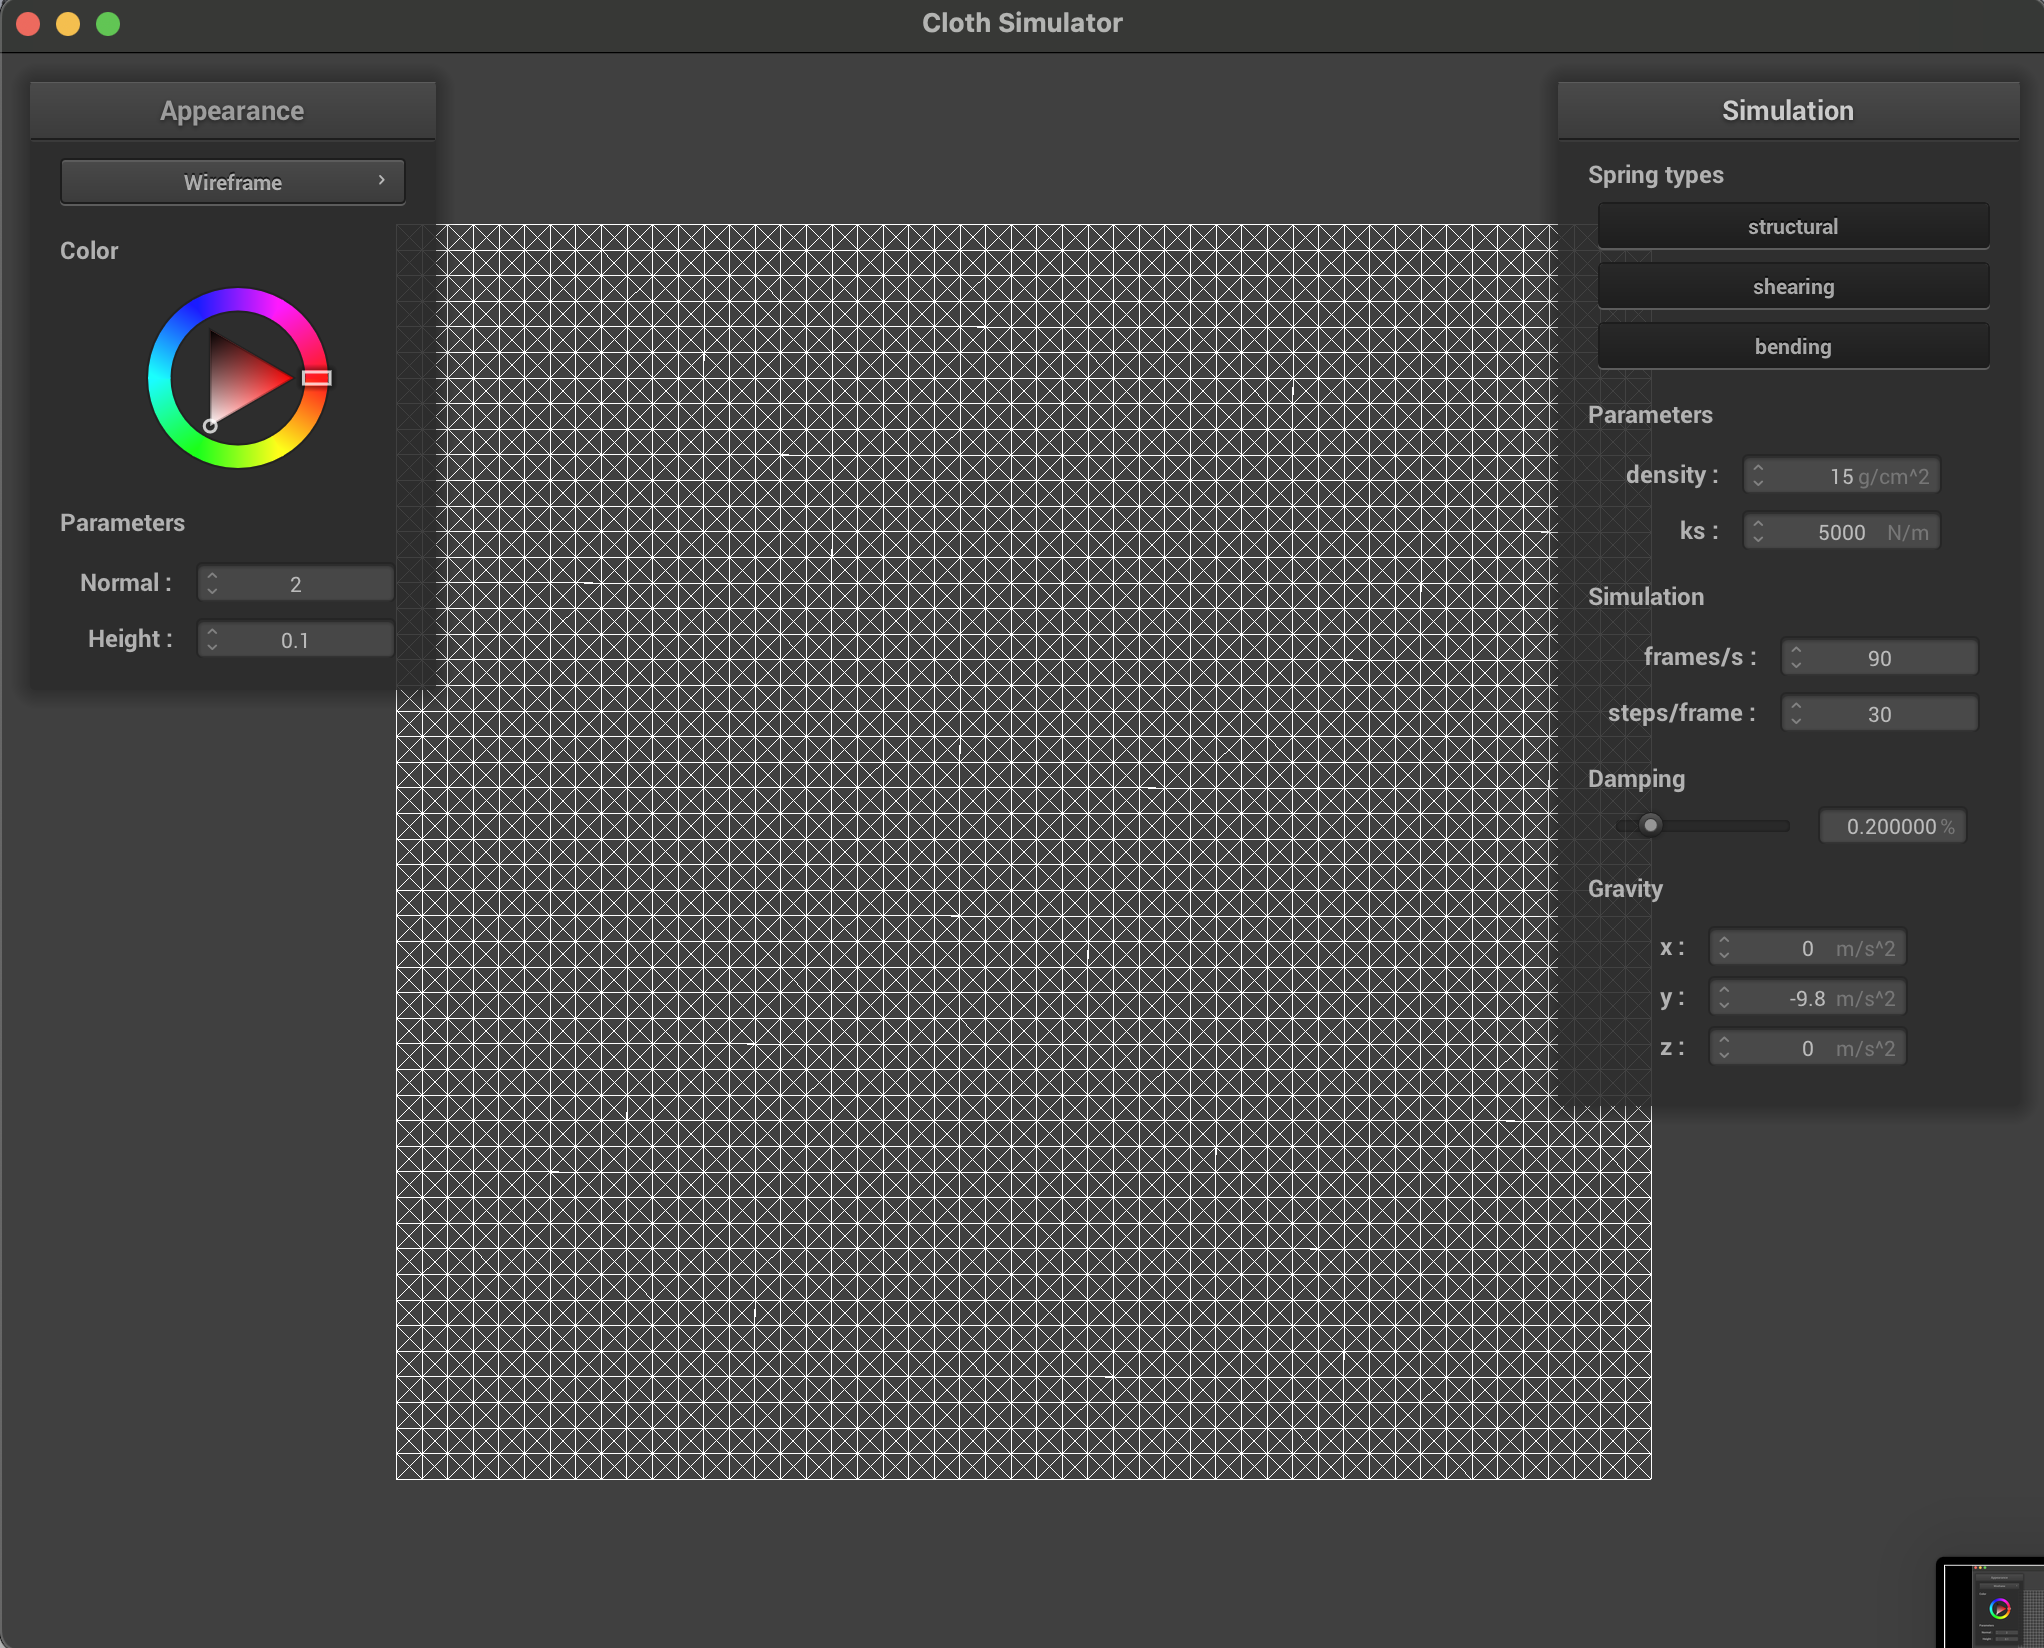 Cloth Simulator
Appearance
Wireframe
Color
Parameters
Normal : 2
Height : 0.1
Simulation
Spring types
structural
shearing
bending
Parameters
density : 15 g/cm^2
ks : 5000 N/m
Simulation
frames/s : 90
steps/frame : 30
Damping
0.200000 %
Gravity
x : 0 m/s^2
y : -9.8 m/s^2
z : 0 m/s^2